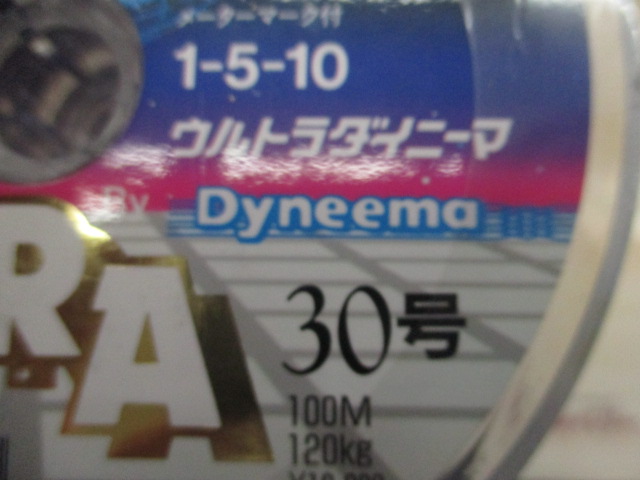 メーターマーク付
1-5-10
ウルトラダイニーマ
By Dyneema
RA
30号
100M
120kg